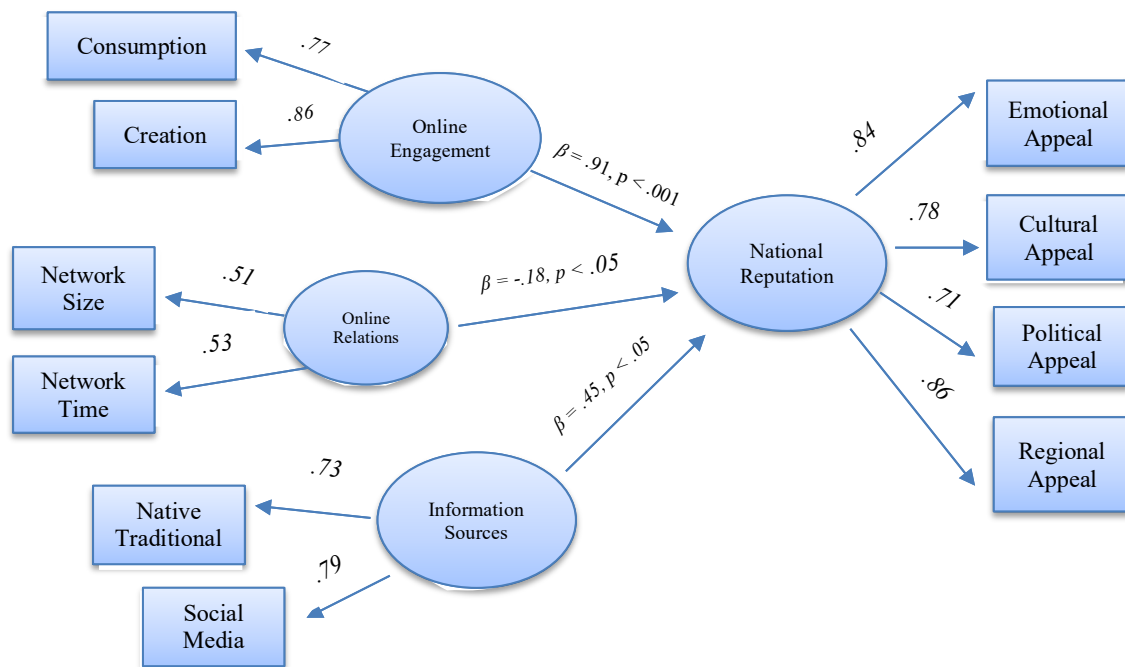 Consumption
.77
Creation
.86
Online
Engagement
β = .91, p < .001
Network
Size
.51
Network
Time
.53
Online
Relations
β = -.18, p < .05
Native
Traditional
.73
Social
Media
.79
Information
Sources
β = .45, p < .05
National
Reputation
.84
Emotional
Appeal
.78
Cultural
Appeal
.71
Political
Appeal
.86
Regional
Appeal